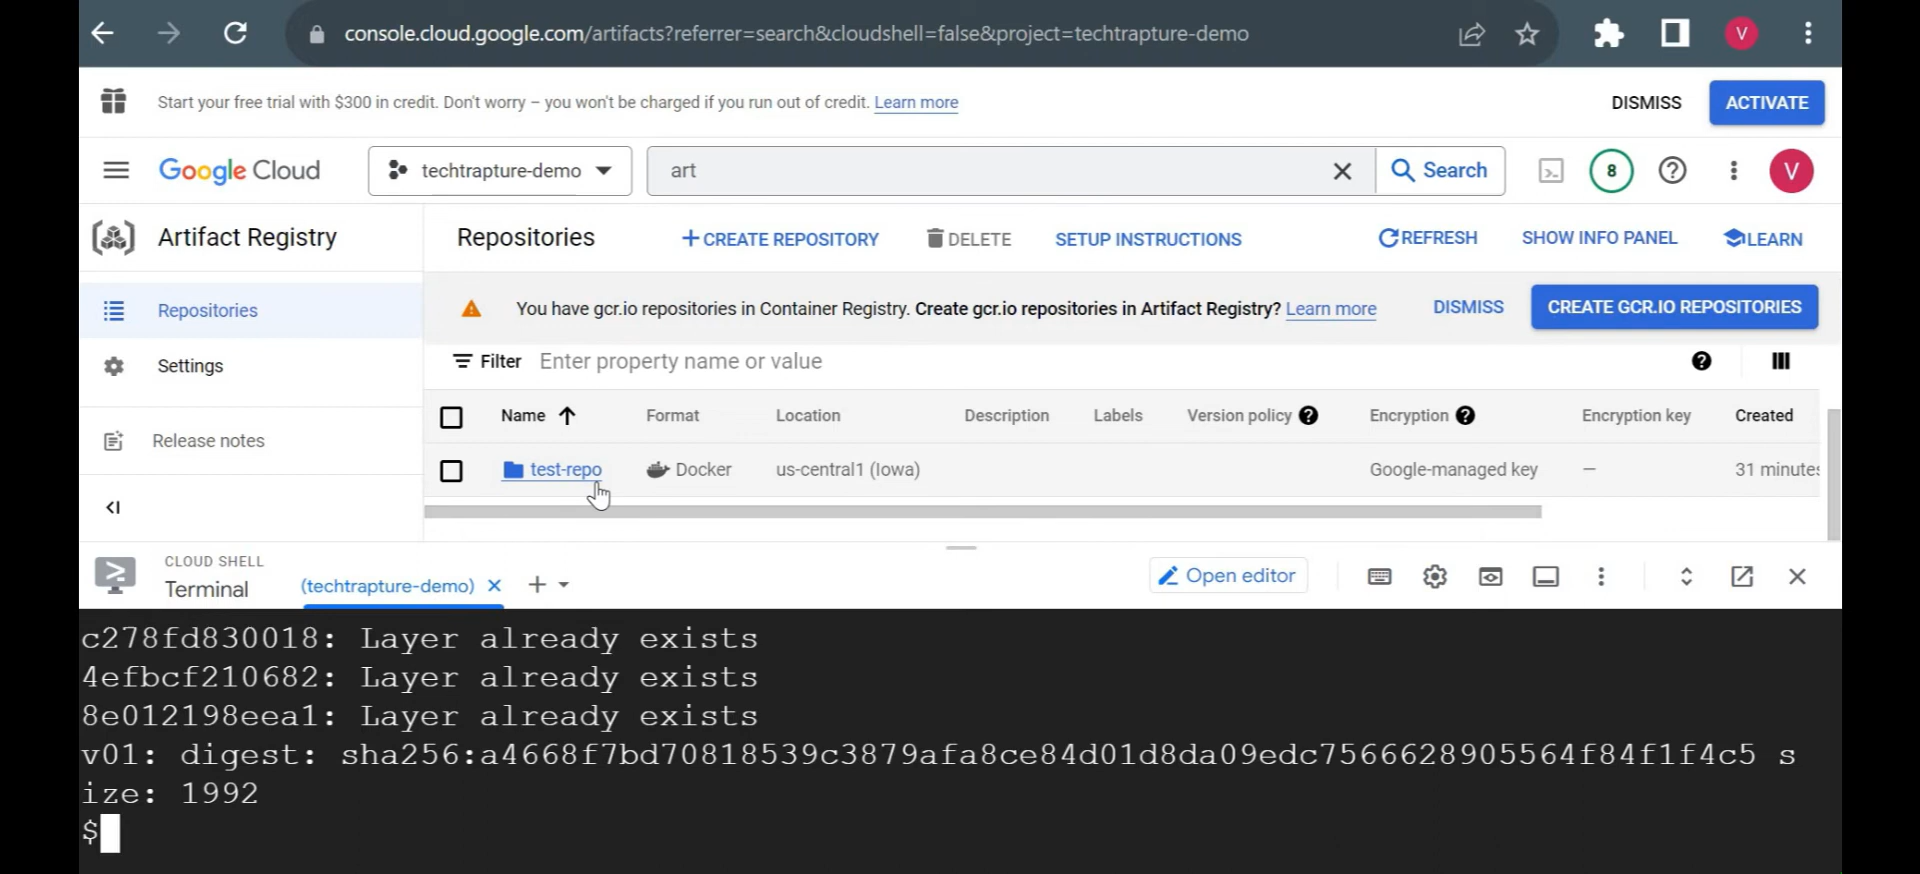 console.cloud.google.com/artifacts?referrer=search&cloudshell=false&project=techtrapture-demo
V
Start your free trial with $300 in credit. Don't worry – you won't be charged if you run out of credit. Learn more
DISMISS
ACTIVATE
Google Cloud
techtrapture-demo
art
Search
8
V
Artifact Registry
Repositories
CREATE REPOSITORY
DELETE
SETUP INSTRUCTIONS
REFRESH
SHOW INFO PANEL
LEARN
Repositories
Settings
Release notes
You have gcr.io repositories in Container Registry. Create gcr.io repositories in Artifact Registry? Learn more
DISMISS
CREATE GCR.IO REPOSITORIES
Filter Enter property name or value
Name Format Location Description Labels Version policy Encryption Encryption key Created
test-repo Docker us-central1 (Iowa) Google-managed key — 31 minutes
CLOUD SHELL
Terminal
(techtrapture-demo)
Open editor
c278fd830018: Layer already exists
4efbcf210682: Layer already exists
8e012198eea1: Layer already exists
v01: digest: sha256:a4668f7bd70818539c3879afa8ce84d01d8da09edc7566628905564f84f1f4c5 s
ize: 1992
$